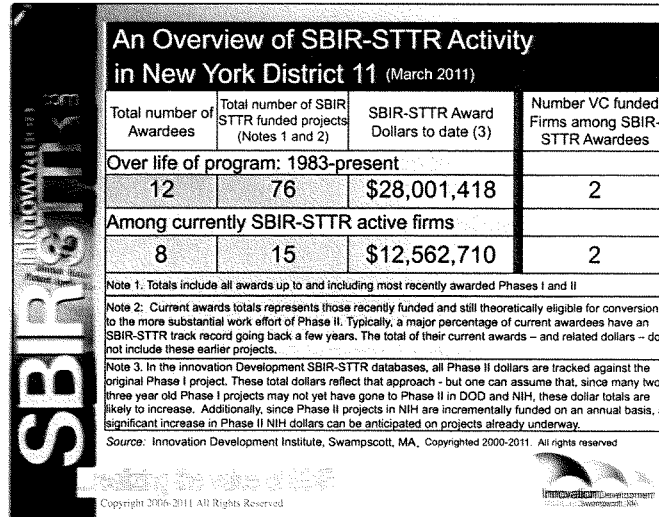 An Overview of SBIR-STTR Activity
in New York District 11 (March 2011)
Total number of Awardees
Total number of SBIR STTR funded projects (Notes 1 and 2)
SBIR-STTR Award Dollars to date (3)
Number VC funded Firms among SBIR-STTR Awardees
Over life of program: 1983-present
12 76 $28,001,418 2
Among currently SBIR-STTR active firms
8 15 $12,562,710 2
Note 1. Totals include all awards up to and including most recently awarded Phases I and II
Note 2: Current awards totals represents those recently funded and still theoretically eligible for conversion
to the more substantial work effort of Phase II. Typically, a major percentage of current awardees have an
SBIR-STTR track record going back a few years. The total of their current awards – and related dollars -- do
not include these earlier projects.
Note 3. In the innovation Development SBIR-STTR databases, all Phase II dollars are tracked against the
original Phase I project. These total dollars reflect that approach - but one can assume that, since many two
three year old Phase I projects may not yet have gone to Phase II in DOD and NIH, these dollar totals are
likely to increase. Additionally, since Phase II projects in NIH are incrementally funded on an annual basis,
significant increase in Phase II NIH dollars can be anticipated on projects already underway.
Source: Innovation Development Institute, Swampscott, MA, Copyrighted 2000-2011. All rights reserved
SBIR&STTR
inknowvation
Innovation Development
Swampscott, MA
Copyright 2006-2011 All Rights Reserved